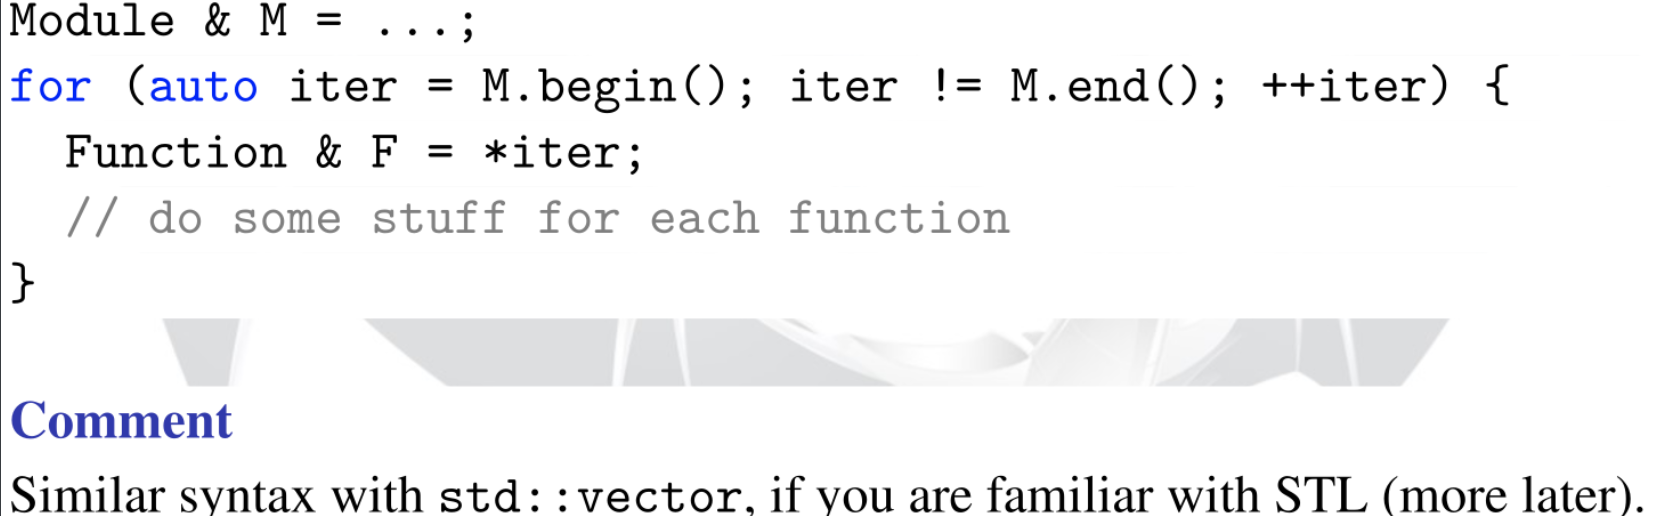 Module & M = ...;
for (auto iter = M.begin(); iter != M.end(); ++iter) {
  Function & F = *iter;
  // do some stuff for each function
}
Comment
Similar syntax with std::vector, if you are familiar with STL (more later).